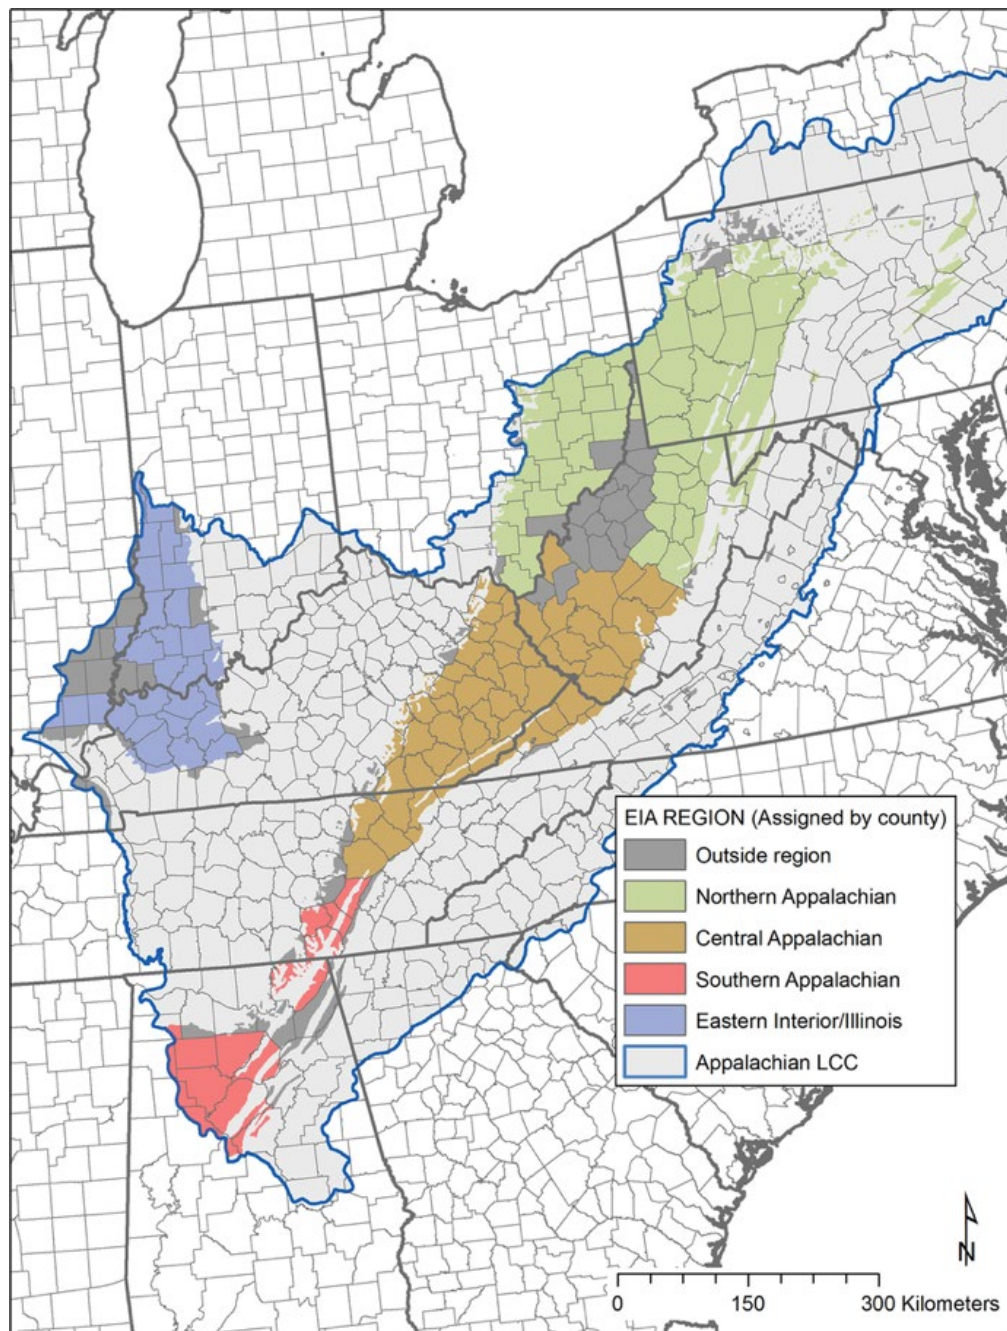 EIA REGION (Assigned by county)
Outside region
Northern Appalachian
Central Appalachian
Southern Appalachian
Eastern Interior/Illinois
Appalachian LCC
N
0 150 300 Kilometers